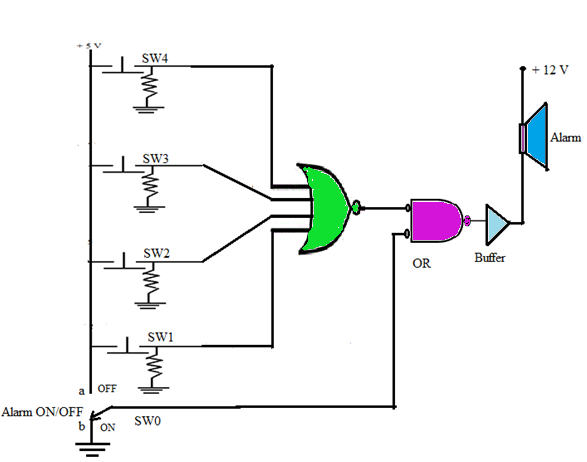 + 5 V
SW4
+ 12 V
Alarm
SW3
SW2
OR
Buffer
SW1
a OFF
Alarm ON/OFF
SW0
b ON